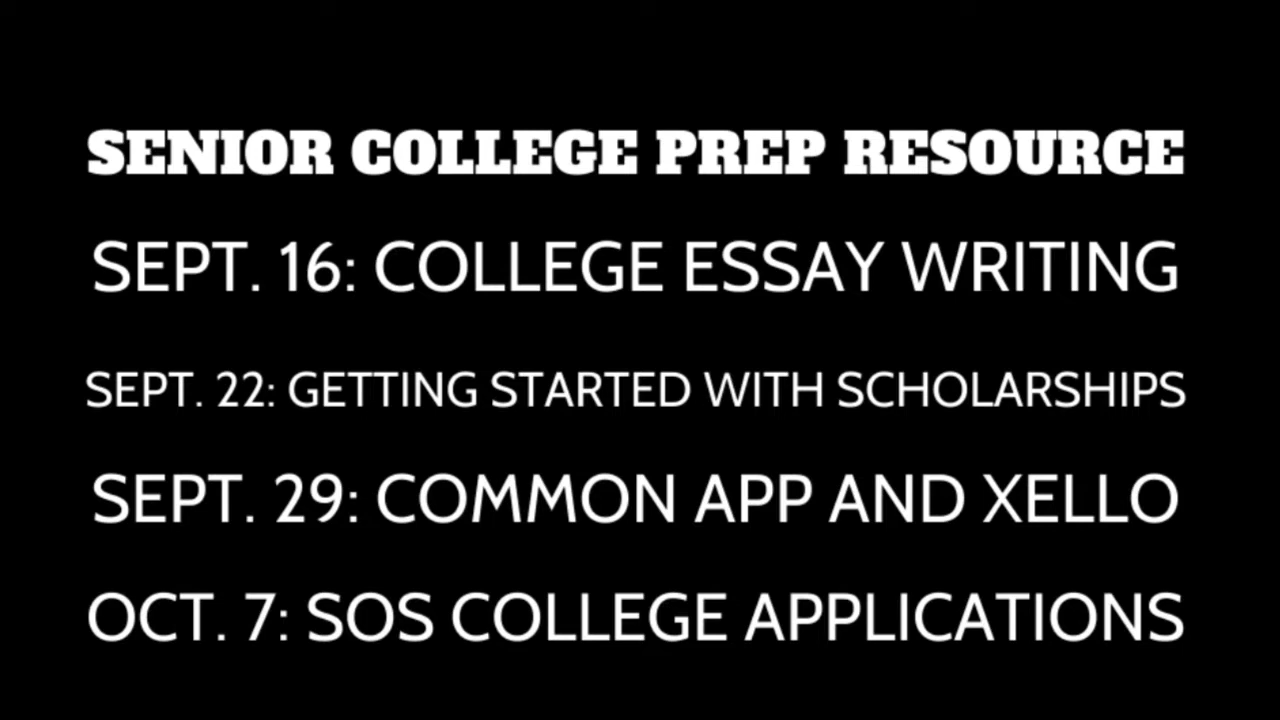 SENIOR COLLEGE PREP RESOURCE
SEPT. 16: COLLEGE ESSAY WRITING
SEPT. 22: GETTING STARTED WITH SCHOLARSHIPS
SEPT. 29: COMMON APP AND XELLO
OCT. 7: SOS COLLEGE APPLICATIONS